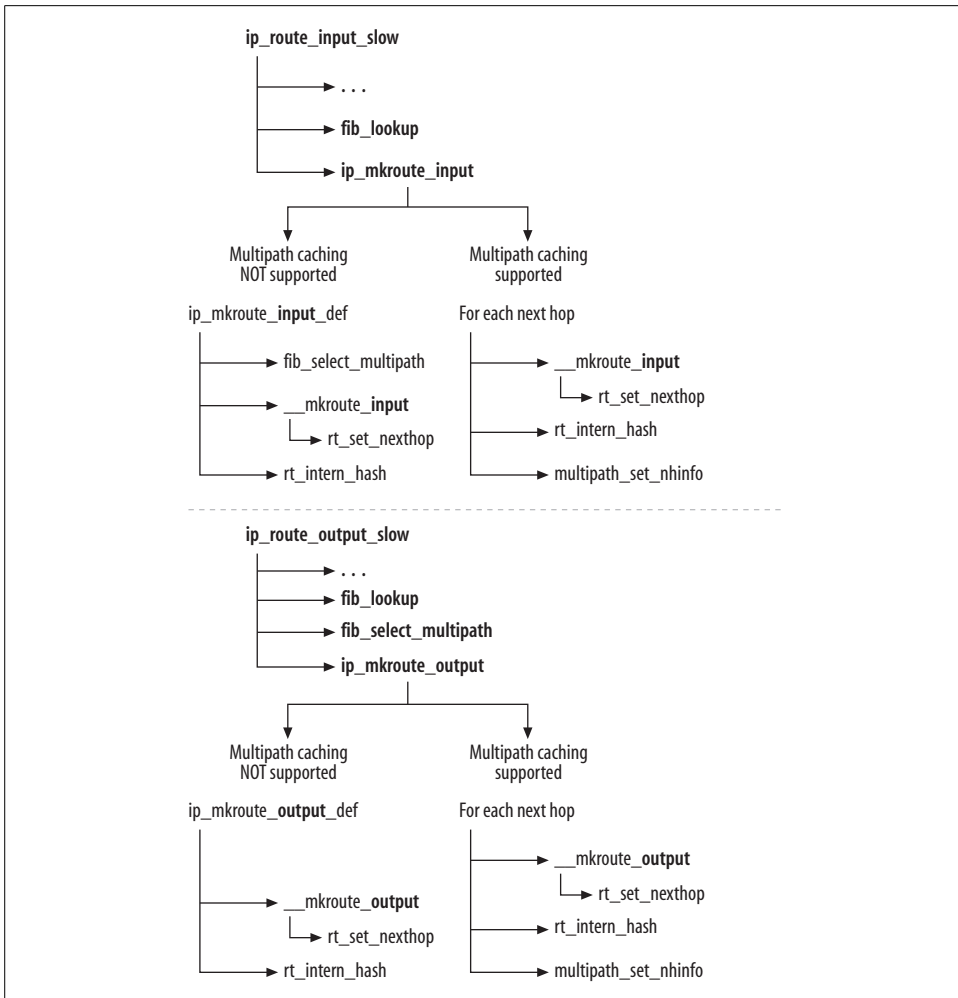 ip_route_input_slow
. . .
fib_lookup
ip_mkroute_input
Multipath caching
NOT supported
Multipath caching
supported
ip_mkroute_input_def
fib_select_multipath
__mkroute_input
rt_set_nexthop
rt_intern_hash
For each next hop
__mkroute_input
rt_set_nexthop
rt_intern_hash
multipath_set_nhinfo
ip_route_output_slow
. . .
fib_lookup
fib_select_multipath
ip_mkroute_output
Multipath caching
NOT supported
Multipath caching
supported
ip_mkroute_output_def
__mkroute_output
rt_set_nexthop
rt_intern_hash
For each next hop
__mkroute_output
rt_set_nexthop
rt_intern_hash
multipath_set_nhinfo